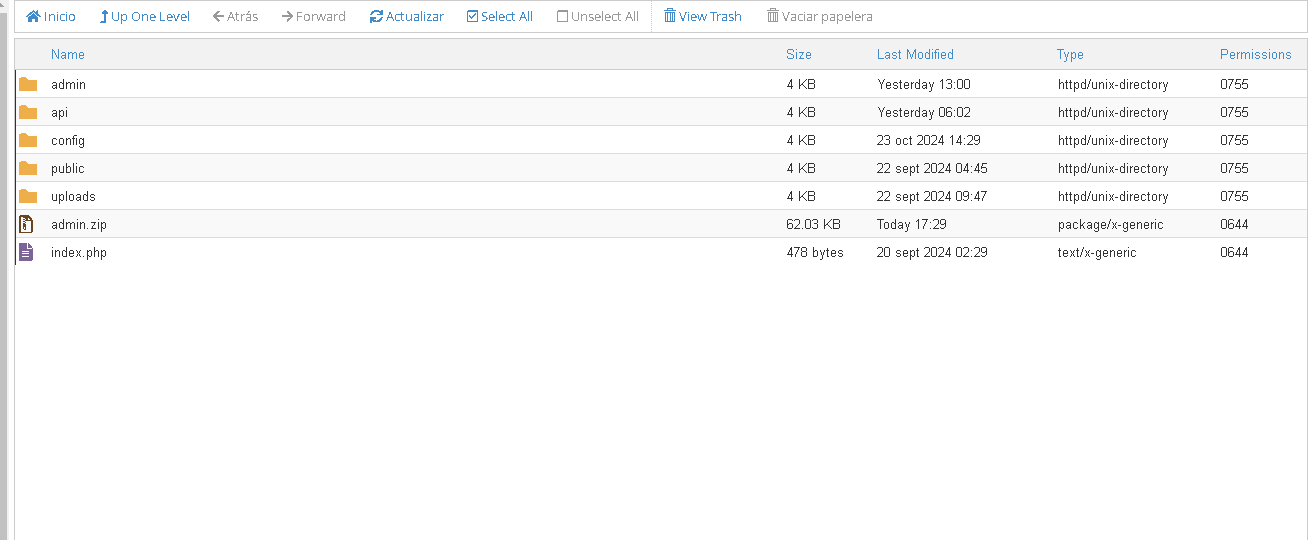 Inicio Up One Level Atrás Forward Actualizar Select All Unselect All View Trash Vaciar papelera
Name Size Last Modified Type Permissions
admin 4 KB Yesterday 13:00 httpd/unix-directory 0755
api 4 KB Yesterday 06:02 httpd/unix-directory 0755
config 4 KB 23 oct 2024 14:29 httpd/unix-directory 0755
public 4 KB 22 sept 2024 04:45 httpd/unix-directory 0755
uploads 4 KB 22 sept 2024 09:47 httpd/unix-directory 0755
admin.zip 62.03 KB Today 17:29 package/x-generic 0644
index.php 478 bytes 20 sept 2024 02:29 text/x-generic 0644